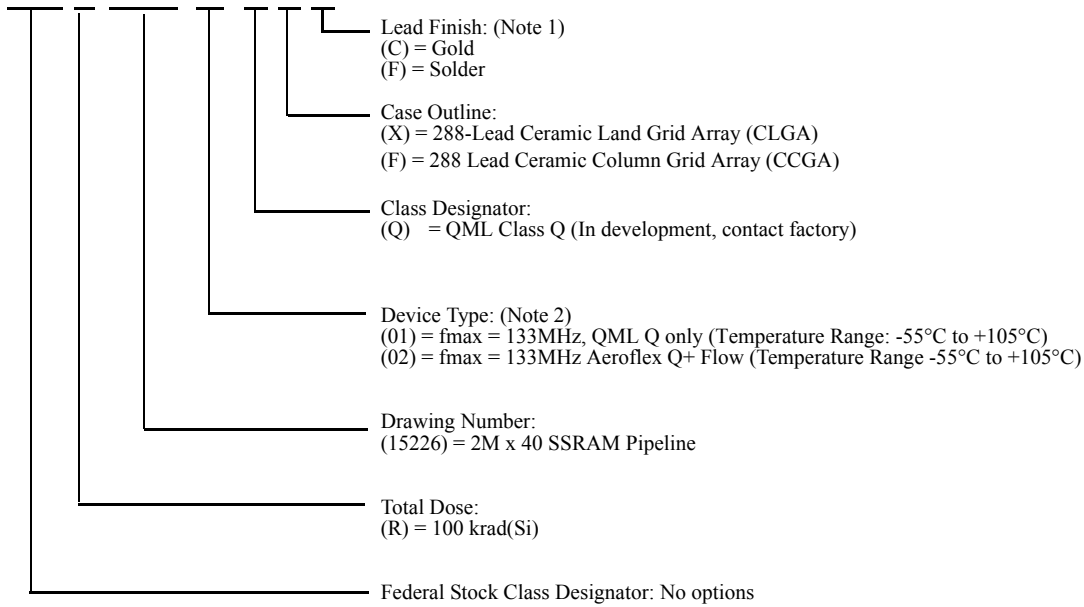 Lead Finish: (Note 1)
(C) = Gold
(F) = Solder
Case Outline:
(X) = 288-Lead Ceramic Land Grid Array (CLGA)
(F) = 288 Lead Ceramic Column Grid Array (CCGA)
Class Designator:
(Q) = QML Class Q (In development, contact factory)
Device Type: (Note 2)
(01) = fmax = 133MHz, QML Q only (Temperature Range: -55°C to +105°C)
(02) = fmax = 133MHz Aeroflex Q+ Flow (Temperature Range -55°C to +105°C)
Drawing Number:
(15226) = 2M x 40 SSRAM Pipeline
Total Dose:
(R) = 100 krad(Si)
Federal Stock Class Designator: No options